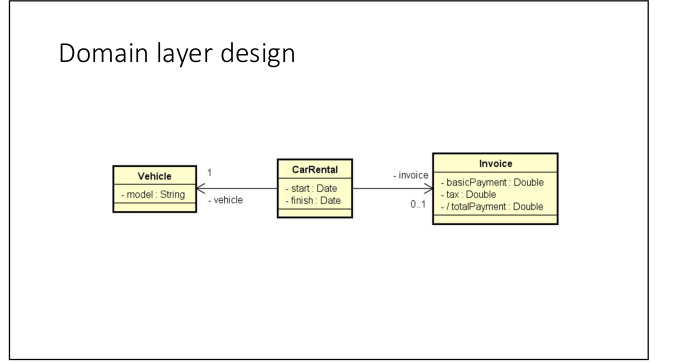 Domain layer design
Vehicle
- model : String
1
- vehicle
CarRental
- start : Date
- finish : Date
- invoice
0..1
Invoice
- basicPayment : Double
- tax : Double
- / totalPayment : Double